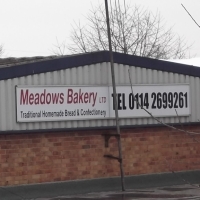 Meadows Bakery LTD TEL 0114 2699261
Traditional Homemade Bread & Confectionery